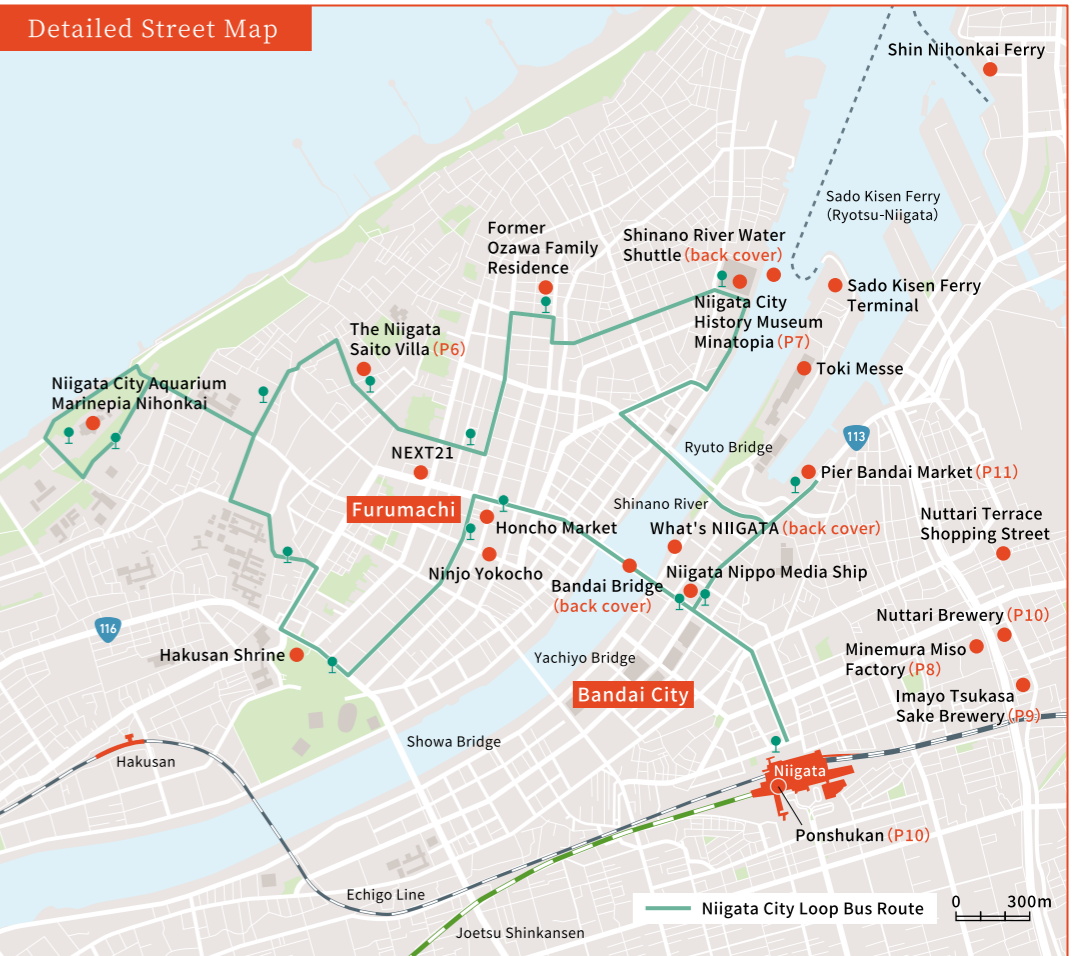 Detailed Street Map
Shin Nihonkai Ferry
Sado Kisen Ferry
(Ryotsu-Niigata)
Former
Ozawa Family
Residence
Shinano River Water
Shuttle (back cover)
Sado Kisen Ferry
Terminal
Niigata City
History Museum
Minatopia (P7)
The Niigata
Saito Villa (P6)
Toki Messe
Niigata City Aquarium
Marinepia Nihonkai
113
Ryuto Bridge
NEXT21
Pier Bandai Market (P11)
Furumachi
Shinano River
Nuttari Terrace
Shopping Street
Honcho Market
What's NIIGATA (back cover)
Ninjo Yokocho
Niigata Nippo Media Ship
Bandai Bridge
(back cover)
Nuttari Brewery (P10)
116
Hakusan Shrine
Yachiyo Bridge
Minemura Miso
Factory (P8)
Bandai City
Imayo Tsukasa
Sake Brewery (P9)
Showa Bridge
Hakusan
Niigata
Ponshukan (P10)
Echigo Line
Niigata City Loop Bus Route
0 300m
Joetsu Shinkansen